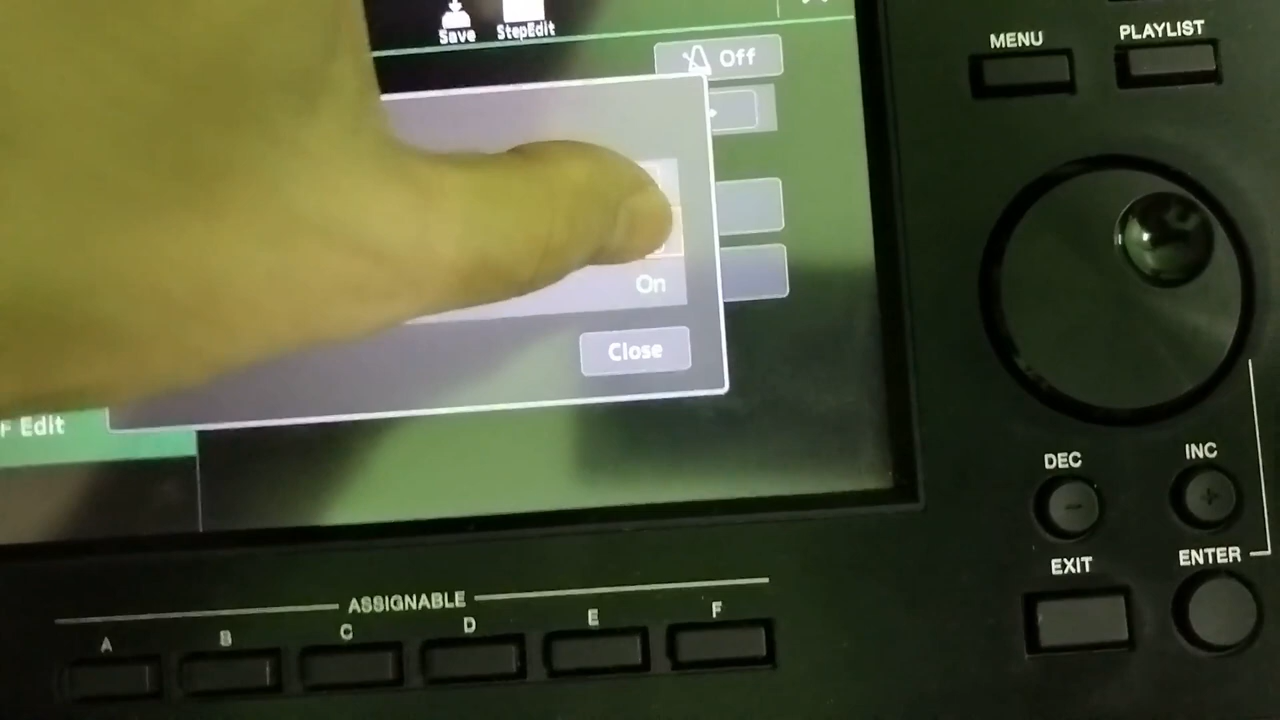 Save StepEdit
Off
MENU
PLAYLIST
On
Close
F Edit
DEC
INC
EXIT
ENTER
ASSIGNABLE
A B C D E F